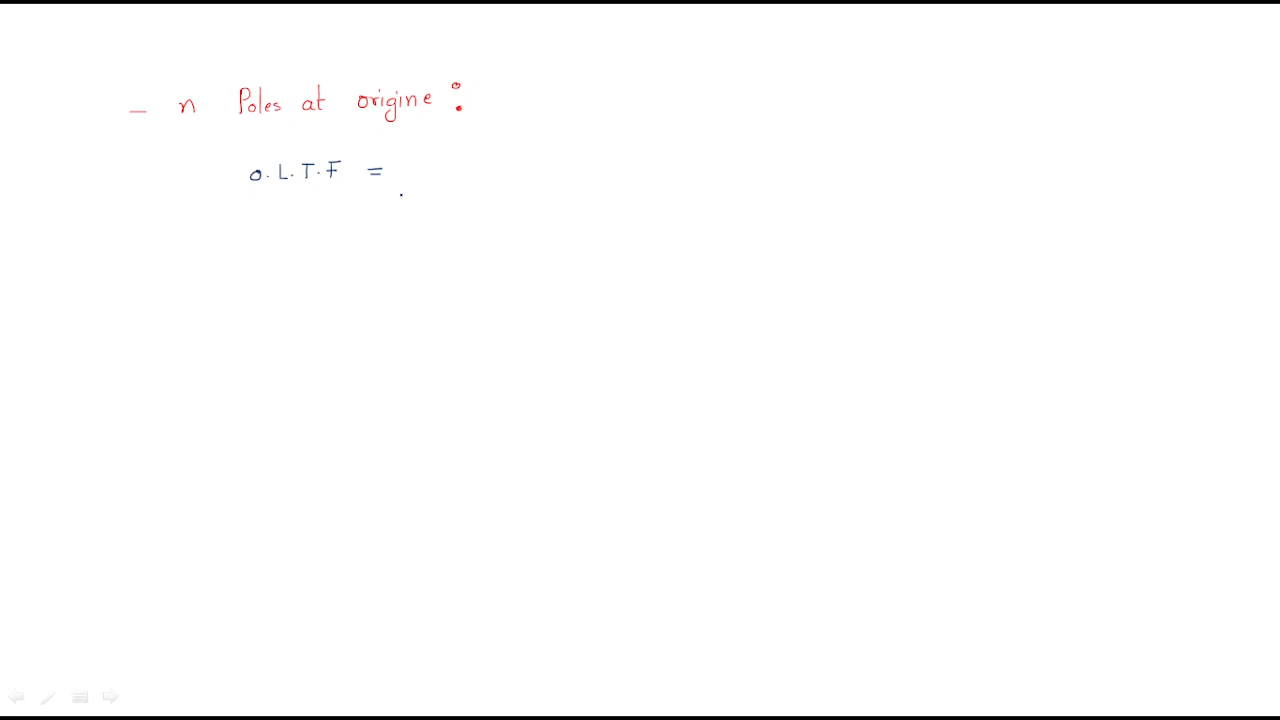 – n Poles at origine :
O.L.T.F =